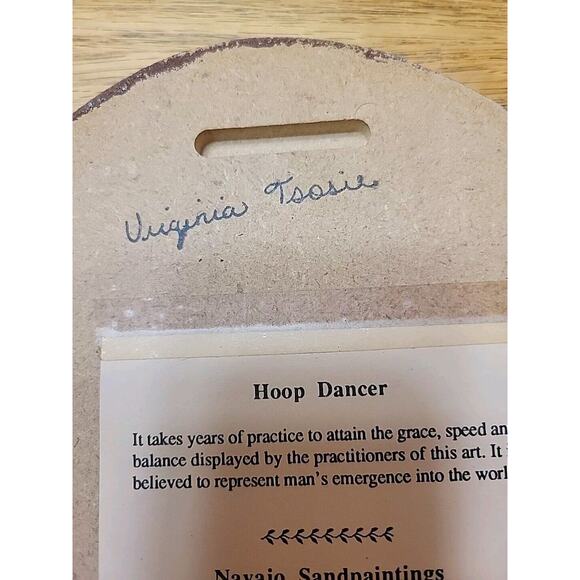 Virginia Tsosie
Hoop Dancer
It takes years of practice to attain the grace, speed an
balance displayed by the practitioners of this art. It i
believed to represent man's emergence into the worl
Navajo Sandpaintings